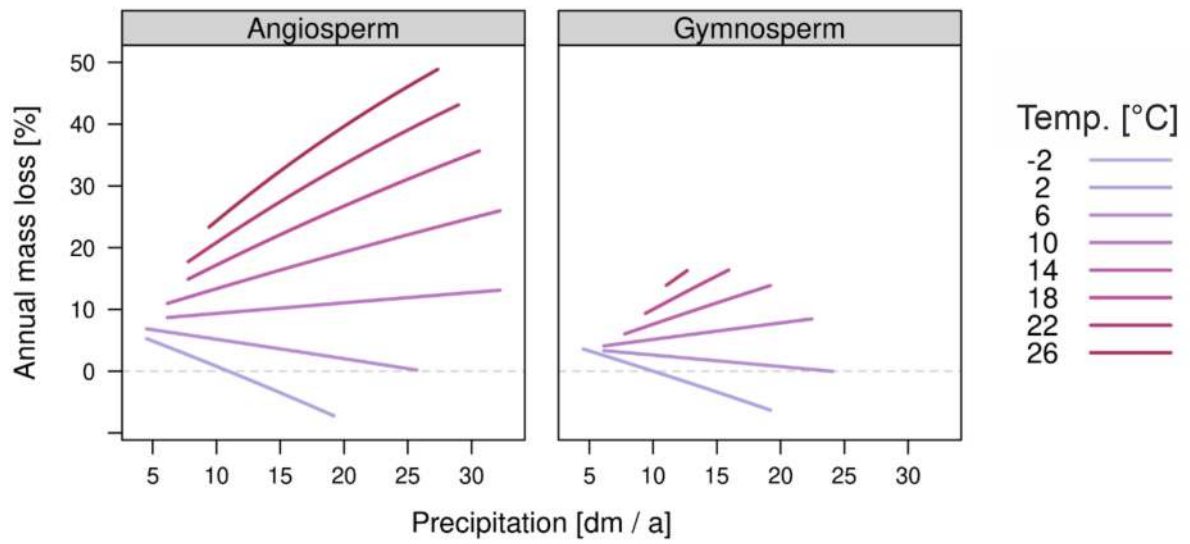 Angiosperm
Gymnosperm
Annual mass loss [%]
50
40
30
20
10
0
5 10 15 20 25 30
5 10 15 20 25 30
Precipitation [dm / a]
Temp. [°C]
-2
2
6
10
14
18
22
26